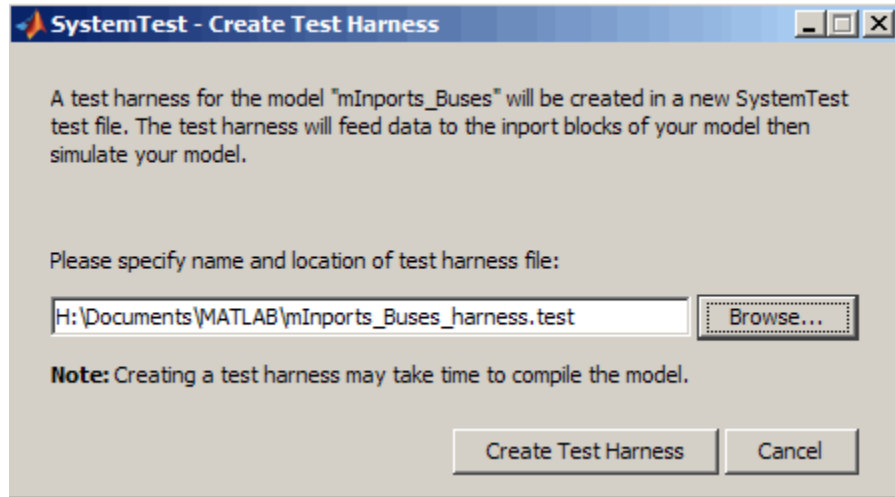 SystemTest - Create Test Harness
A test harness for the model "mInports_Buses" will be created in a new SystemTest
test file. The test harness will feed data to the inport blocks of your model then
simulate your model.
Please specify name and location of test harness file:
H:\Documents\MATLAB\mInports_Buses_harness.test
Browse...
Note: Creating a test harness may take time to compile the model.
Create Test Harness
Cancel